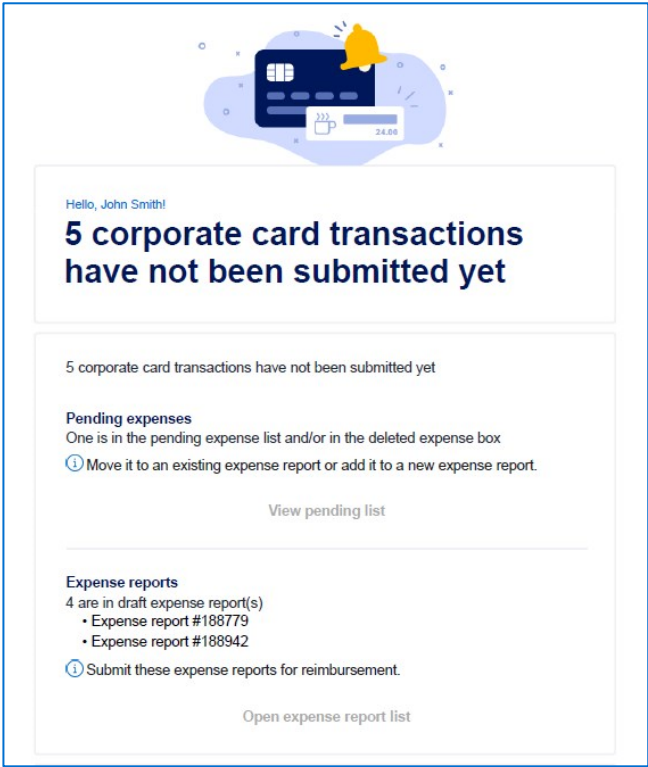 24.06
Hello, John Smith!
5 corporate card transactions
have not been submitted yet
5 corporate card transactions have not been submitted yet
Pending expenses
One is in the pending expense list and/or in the deleted expense box
Move it to an existing expense report or add it to a new expense report.
View pending list
Expense reports
4 are in draft expense report(s)
• Expense report #188779
• Expense report #188942
Submit these expense reports for reimbursement.
Open expense report list